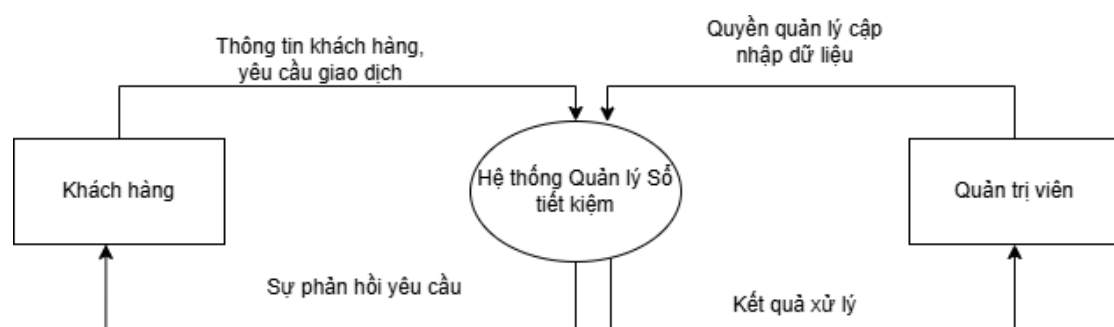 Thông tin khách hàng,
yêu cầu giao dịch
Quyền quản lý cập
nhập dữ liệu
Khách hàng
Hệ thống Quản lý Sổ
tiết kiệm
Quản trị viên
Sự phản hồi yêu cầu
Kết quả xử lý